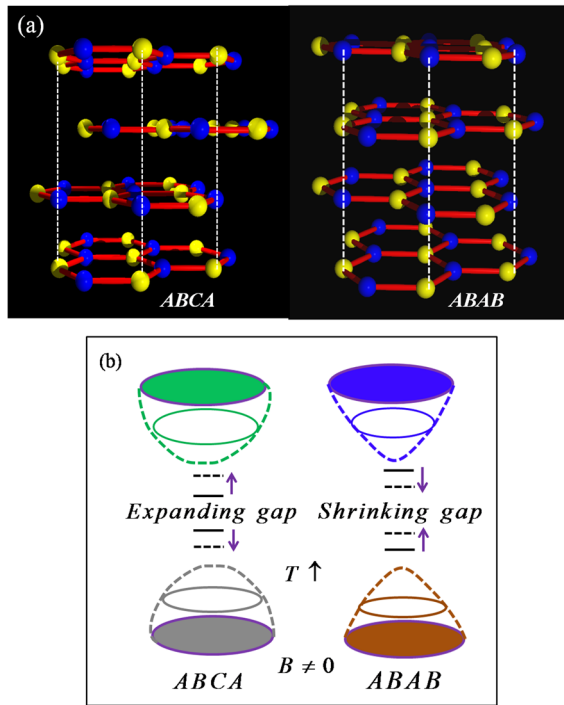 (a)
ABCA
ABAB
(b)
Expanding gap
Shrinking gap
T ↑
B ≠ 0
ABCA
ABAB